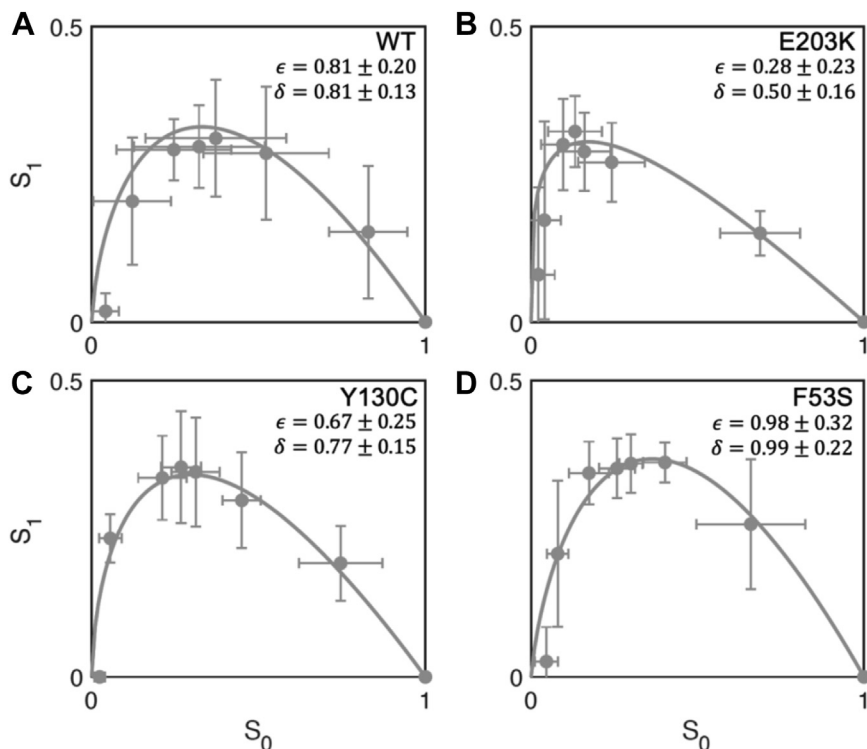 A
0.5
WT
ϵ = 0.81 ± 0.20
δ = 0.81 ± 0.13
S₁
0
0
1
B
0.5
E203K
ϵ = 0.28 ± 0.23
δ = 0.50 ± 0.16
0
0
1
C
0.5
Y130C
ϵ = 0.67 ± 0.25
δ = 0.77 ± 0.15
S₁
0
0
1
S₀
D
0.5
F53S
ϵ = 0.98 ± 0.32
δ = 0.99 ± 0.22
0
0
1
S₀